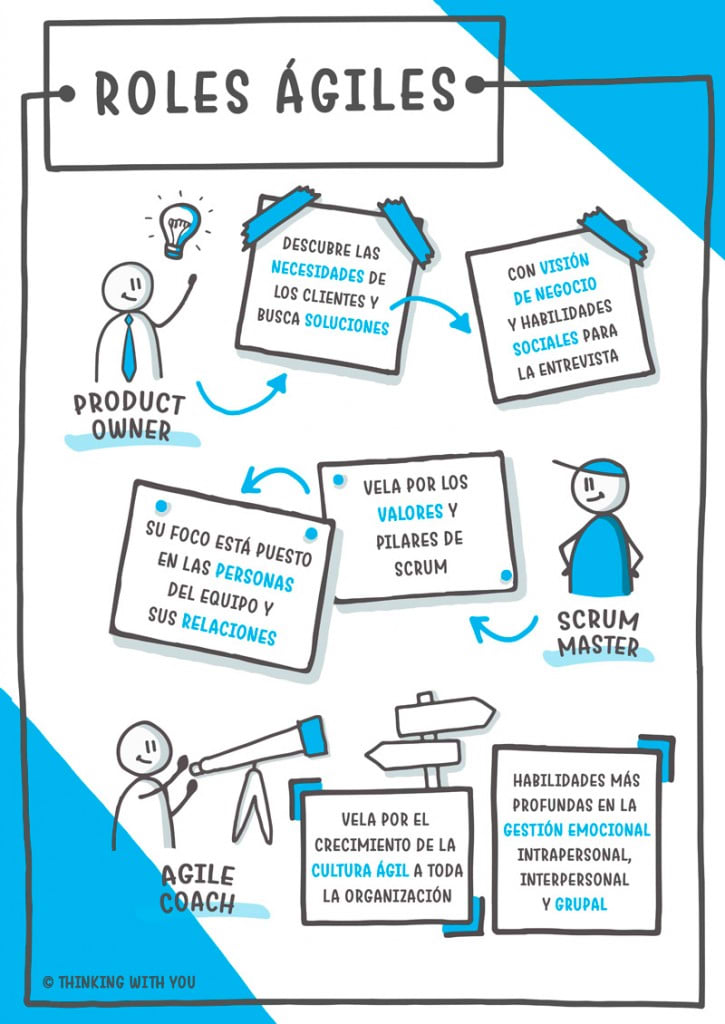 ROLES ÁGILES
DESCUBRE LAS
NECESIDADES DE
LOS CLIENTES Y
BUSCA SOLUCIONES
CON VISIÓN
DE NEGOCIO
Y HABILIDADES
SOCIALES PARA
LA ENTREVISTA
PRODUCT
OWNER
VELA POR LOS
VALORES Y
PILARES DE
SCRUM
SU FOCO ESTÁ PUESTO
EN LAS PERSONAS
DEL EQUIPO Y
SUS RELACIONES
SCRUM
MASTER
VELA POR EL
CRECIMIENTO DE LA
CULTURA ÁGIL A TODA
LA ORGANIZACIÓN
HABILIDADES MÁS
PROFUNDAS EN LA
GESTIÓN EMOCIONAL
INTRAPERSONAL,
INTERPERSONAL
Y GRUPAL
AGILE
COACH
© THINKING WITH YOU